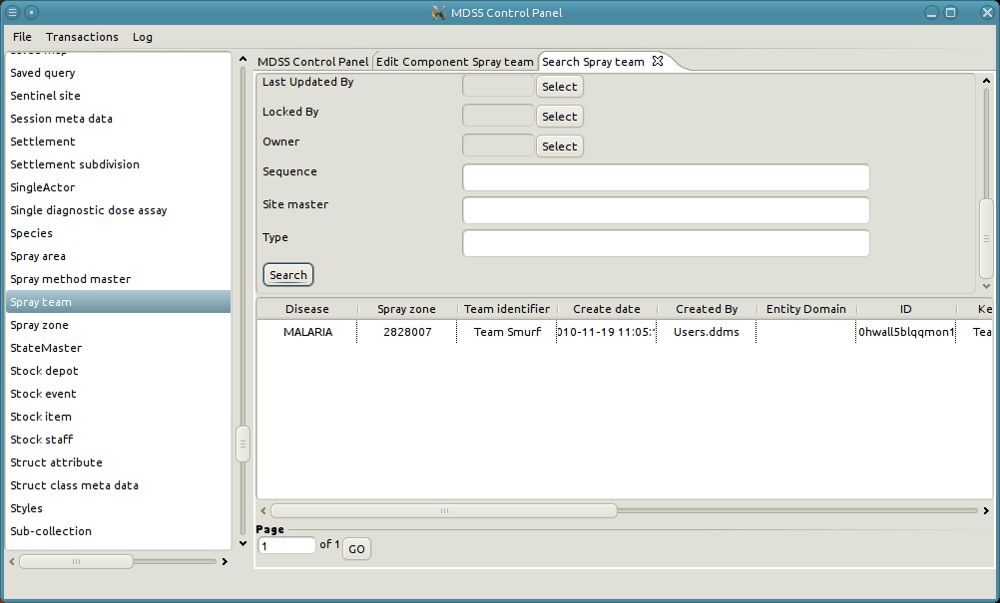 MDSS Control Panel
File Transactions Log
Saved query
Sentinel site
Session meta data
Settlement
Settlement subdivision
SingleActor
Single diagnostic dose assay
Species
Spray area
Spray method master
Spray team
Spray zone
StateMaster
Stock depot
Stock event
Stock item
Stock staff
Struct attribute
Struct class meta data
Styles
Sub-collection
MDSS Control Panel Edit Component Spray team Search Spray team
Last Updated By Select
Locked By Select
Owner Select
Sequence
Site master
Type
Search
Disease Spray zone Team identifier Create date Created By Entity Domain ID Ke
MALARIA 2828007 Team Smurf 010-11-19 11:05: Users.ddms 0hwall5blqqmon1 Tea
Page
1 of 1 GO